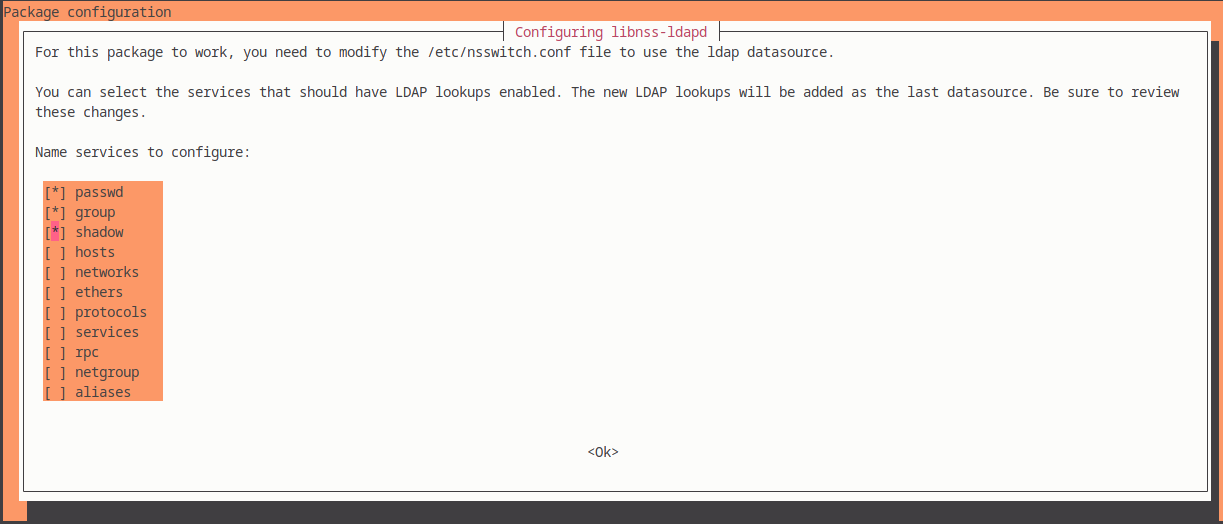 Package configuration
Configuring libnss-ldapd
For this package to work, you need to modify the /etc/nsswitch.conf file to use the ldap datasource.
You can select the services that should have LDAP lookups enabled. The new LDAP lookups will be added as the last datasource. Be sure to review
these changes.
Name services to configure:
[*] passwd
[*] group
[*] shadow
[ ] hosts
[ ] networks
[ ] ethers
[ ] protocols
[ ] services
[ ] rpc
[ ] netgroup
[ ] aliases
<Ok>